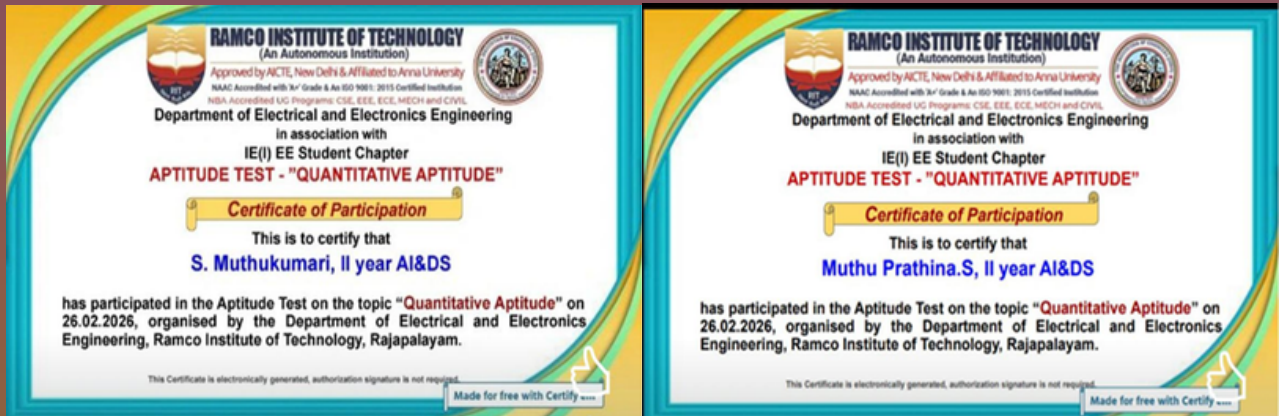 RAMCO INSTITUTE OF TECHNOLOGY
(An Autonomous Institution)
Approved by AICTE, New Delhi & Affiliated to Anna University
NAAC Accredited with 'A+' Grade & An ISO 9001: 2015 Certified Institution
NBA Accredited UG Programs: CSE, EEE, ECE, MECH and CIVIL
RIT
Department of Electrical and Electronics Engineering
in association with
IE(I) EE Student Chapter
APTITUDE TEST - "QUANTITATIVE APTITUDE"
Certificate of Participation
This is to certify that
S. Muthukumari, II year AI&DS
has participated in the Aptitude Test on the topic “Quantitative Aptitude” on
26.02.2026, organised by the Department of Electrical and Electronics
Engineering, Ramco Institute of Technology, Rajapalayam.
This Certificate is electronically generated, authorization signature is not required.
Made for free with Certify
RAMCO INSTITUTE OF TECHNOLOGY
(An Autonomous Institution)
Approved by AICTE, New Delhi & Affiliated to Anna University
NAAC Accredited with 'A+' Grade & An ISO 9001: 2015 Certified Institution
NBA Accredited UG Programs: CSE, EEE, ECE, MECH and CIVIL
RIT
Department of Electrical and Electronics Engineering
in association with
IE(I) EE Student Chapter
APTITUDE TEST - "QUANTITATIVE APTITUDE"
Certificate of Participation
This is to certify that
Muthu Prathina.S, II year AI&DS
has participated in the Aptitude Test on the topic “Quantitative Aptitude” on
26.02.2026, organised by the Department of Electrical and Electronics
Engineering, Ramco Institute of Technology, Rajapalayam.
This Certificate is electronically generated, authorization signature is not required.
Made for free with Certify